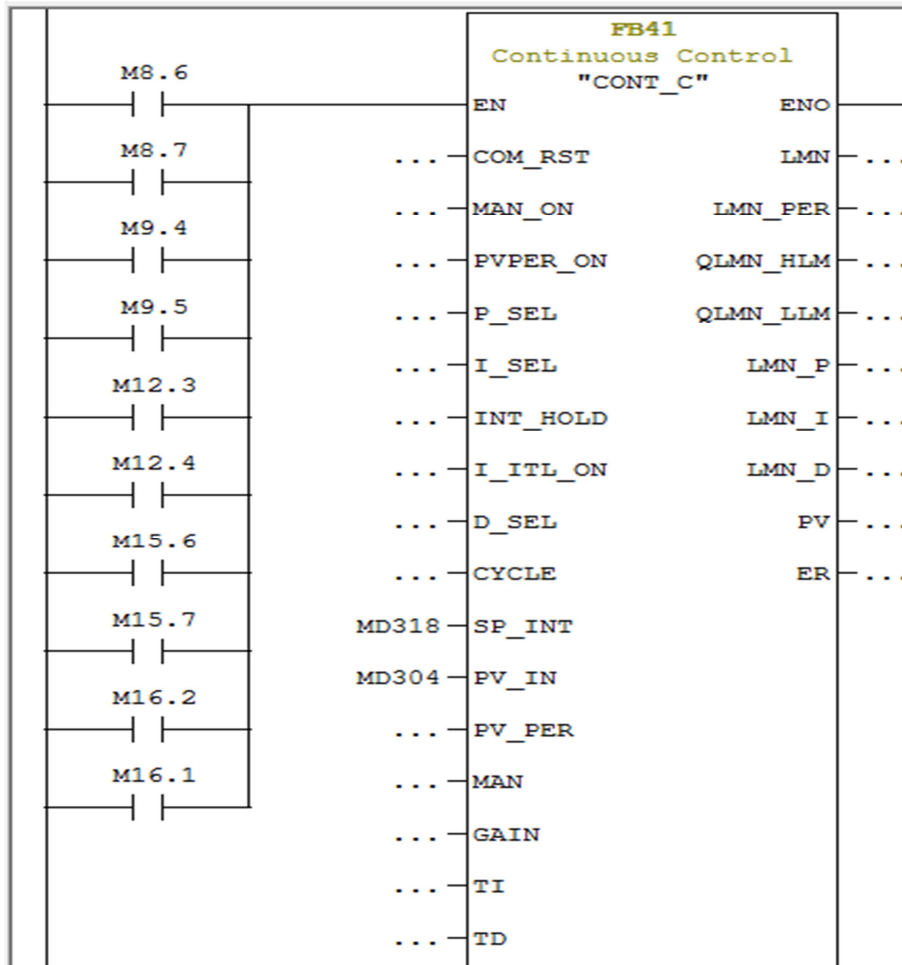 FB41
Continuous Control
"CONT_C"
M8.6
EN ENO
M8.7
... COM_RST LMN ...
... MAN_ON LMN_PER ...
M9.4
... PVPER_ON QLMN_HLM ...
M9.5
... P_SEL QLMN_LLM ...
... I_SEL LMN_P ...
M12.3
... INT_HOLD LMN_I ...
M12.4
... I_ITL_ON LMN_D ...
... D_SEL PV ...
M15.6
... CYCLE ER ...
M15.7
MD318 SP_INT
MD304 PV_IN
M16.2
... PV_PER
M16.1
... MAN
... GAIN
... TI
... TD